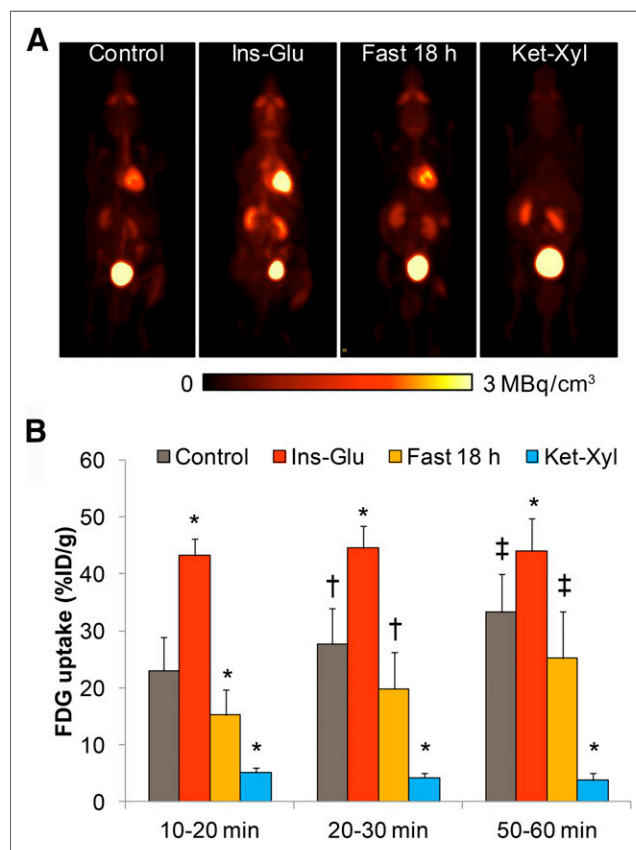 A
Control Ins-Glu Fast 18 h Ket-Xyl
0 3 MBq/cm³
B
Control Ins-Glu Fast 18 h Ket-Xyl
FDG uptake (%ID/g)
60
50
40
30
20
10
0
* * * † * † * ‡ * ‡ *
10-20 min 20-30 min 50-60 min